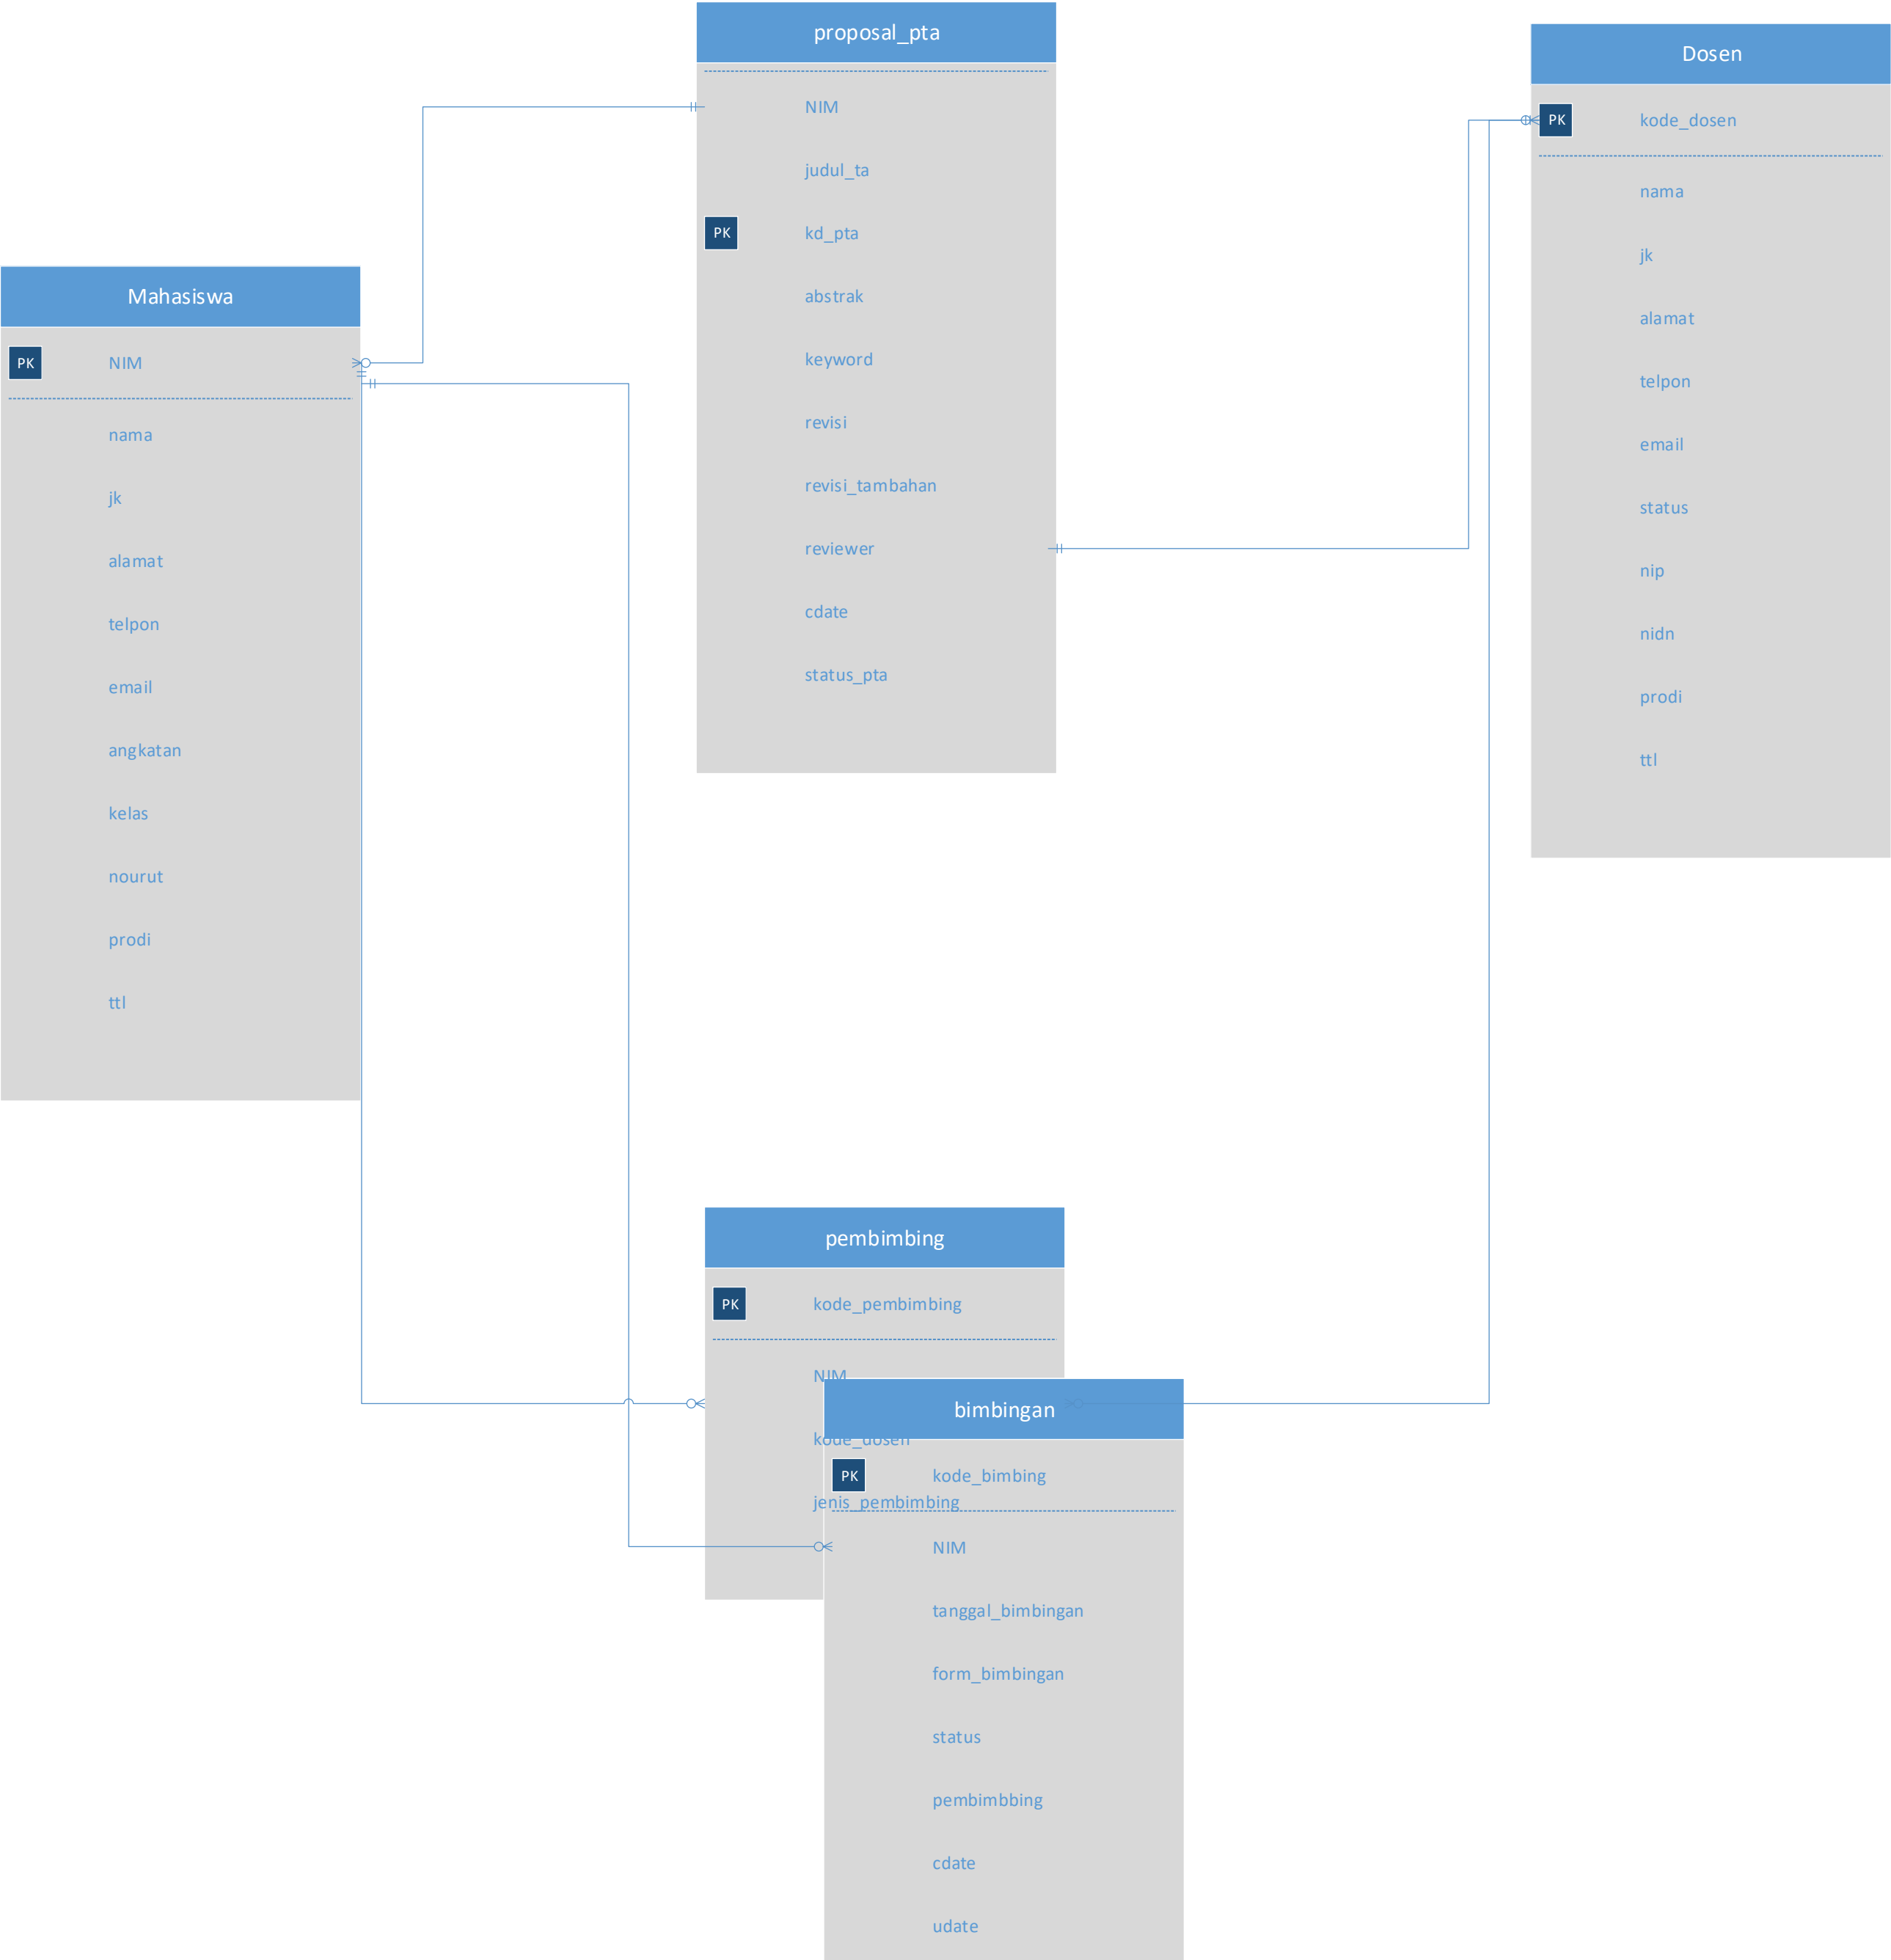 proposal_pta
NIM
judul_ta
PK kd_pta
abstrak
keyword
revisi
revisi_tambahan
reviewer
cdate
status_pta
Dosen
PK kode_dosen
nama
jk
alamat
telpon
email
status
nip
nidn
prodi
ttl
Mahasiswa
PK NIM
nama
jk
alamat
telpon
email
angkatan
kelas
nourut
prodi
ttl
pembimbing
PK kode_pembimbing
NIM
kode_dosen
jenis_pembimbing
bimbingan
PK kode_bimbing
NIM
tanggal_bimbingan
form_bimbingan
status
pembimbbing
cdate
udate